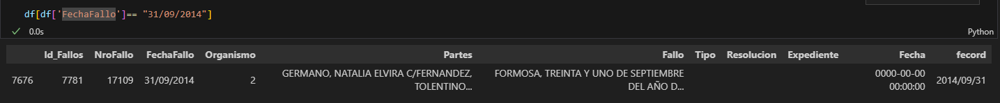 df[df['FechaFallo']== "31/09/2014"]
✓ 0.0s Python
Id_Fallos NroFallo FechaFallo Organismo Partes Fallo Tipo Resolucion Expediente Fecha fecord
7676 7781 17109 31/09/2014 2 GERMANO, NATALIA ELVIRA C/FERNANDEZ, TOLENTINO... FORMOSA, TREINTA Y UNO DE SEPTIEMBRE DEL AÑO D... 0000-00-00 00:00:00 2014/09/31